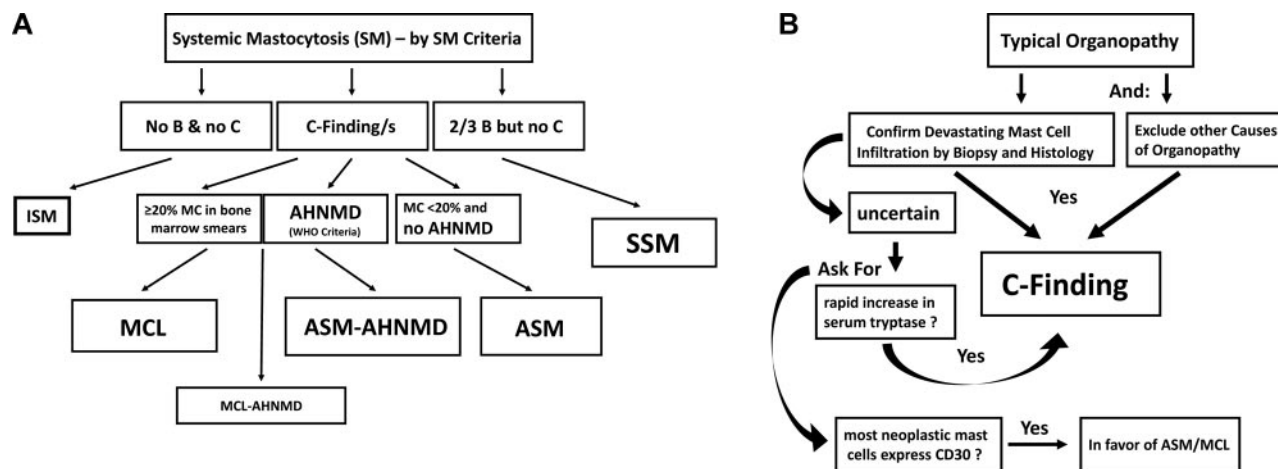 A
Systemic Mastocytosis (SM) – by SM Criteria
No B & no C
C-Finding/s
2/3 B but no C
ISM
≥20% MC in bone
marrow smears
AHNMD
(WHO Criteria)
MC <20% and
no AHNMD
SSM
MCL
ASM-AHNMD
ASM
MCL-AHNMD
B
Typical Organopathy
And:
Confirm Devastating Mast Cell
Infiltration by Biopsy and Histology
Exclude other Causes
of Organopathy
Yes
uncertain
Ask For
C-Finding
rapid increase in
serum tryptase ?
Yes
most neoplastic mast
cells express CD30 ?
Yes
In favor of ASM/MCL